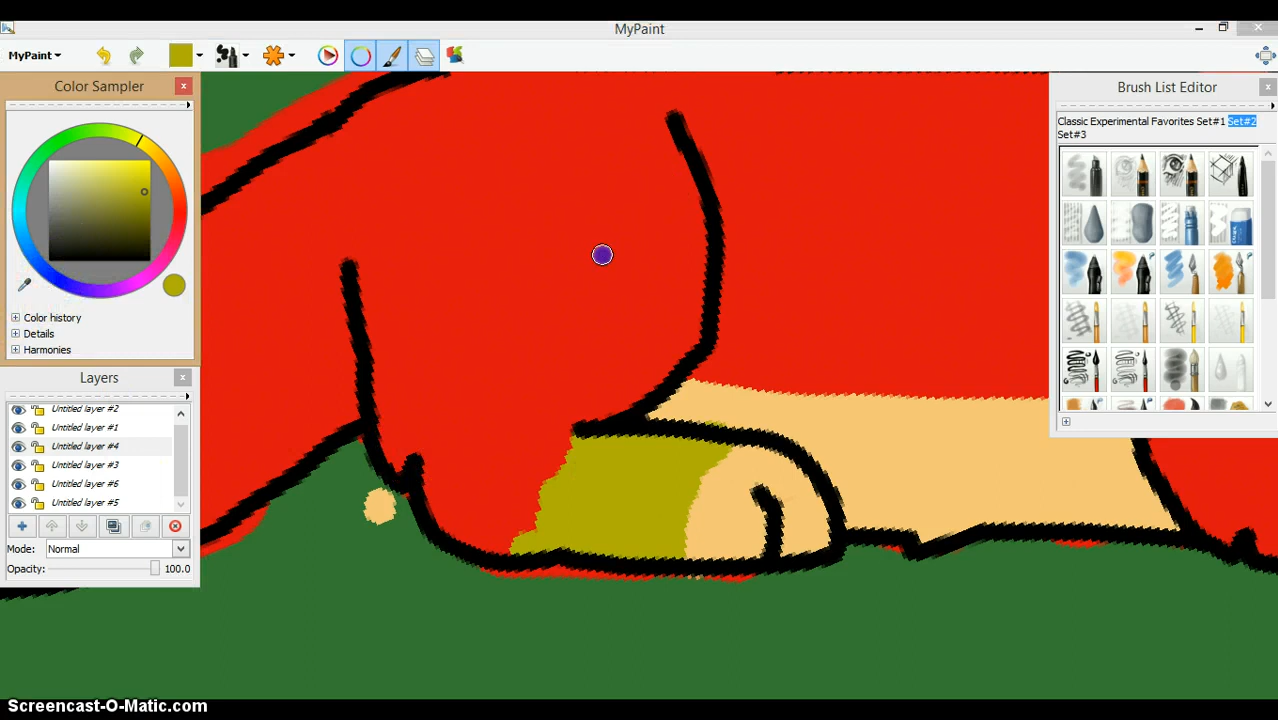 MyPaint
MyPaint
Color Sampler
Color history
Details
Harmonies
Layers
Untitled layer #2
Untitled layer #1
Untitled layer #4
Untitled layer #3
Untitled layer #6
Untitled layer #5
Mode: Normal
Opacity: 100.0
Brush List Editor
Classic Experimental Favorites Set#1 Set#2
Set#3
Screencast-O-Matic.com